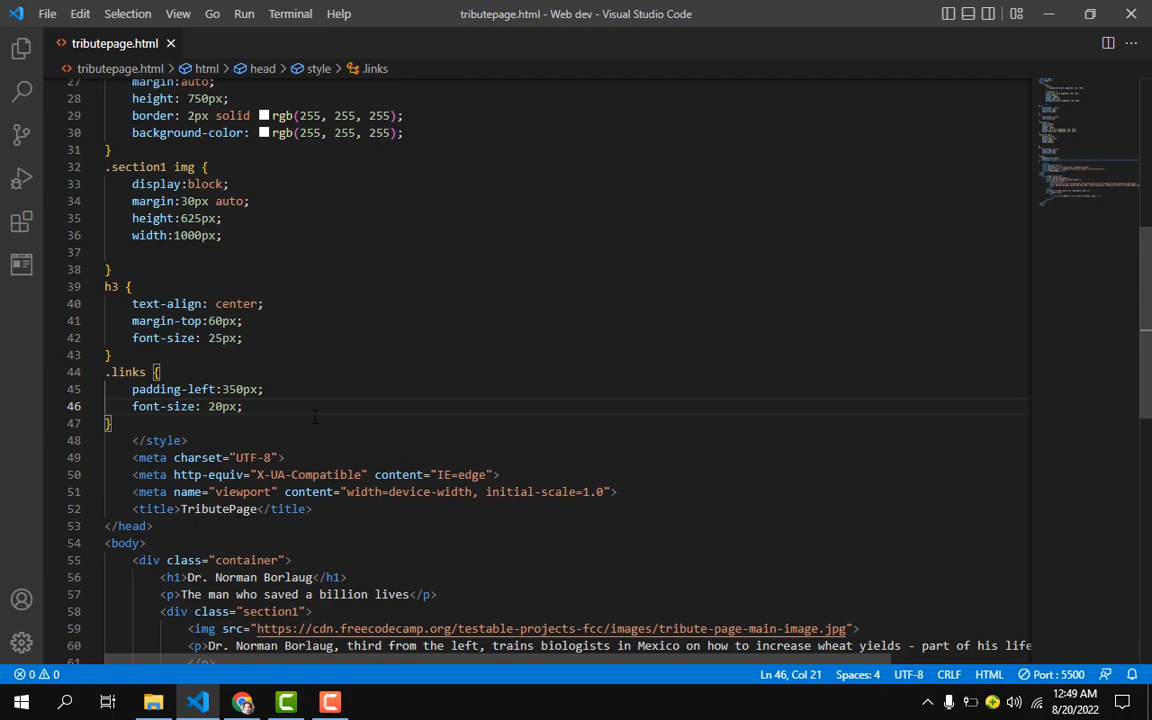 File Edit Selection View Go Run Terminal Help tributepage.html - Web dev - Visual Studio Code
tributepage.html
tributepage.html > html > head > style > .links
27 margin:auto;
28 height: 750px;
29 border: 2px solid rgb(255, 255, 255);
30 background-color: rgb(255, 255, 255);
31 }
32 .section1 img {
33 display:block;
34 margin:30px auto;
35 height:625px;
36 width:1000px;
37
38 }
39 h3 {
40 text-align: center;
41 margin-top:60px;
42 font-size: 25px;
43 }
44 .links {
45 padding-left:350px;
46 font-size: 20px;
47 }
48 </style>
49 <meta charset="UTF-8">
50 <meta http-equiv="X-UA-Compatible" content="IE=edge">
51 <meta name="viewport" content="width=device-width, initial-scale=1.0">
52 <title>TributePage</title>
53 </head>
54 <body>
55 <div class="container">
56 <h1>Dr. Norman Borlaug</h1>
57 <p>The man who saved a billion lives</p>
58 <div class="section1">
59 <img src="https://cdn.freecodecamp.org/testable-projects-fcc/images/tribute-page-main-image.jpg">
60 <p>Dr. Norman Borlaug, third from the left, trains biologists in Mexico on how to increase wheat yields - part of his life
61 </p>
0 0 Ln 46, Col 21 Spaces: 4 UTF-8 CRLF HTML Port : 5500
12:49 AM
8/20/2022